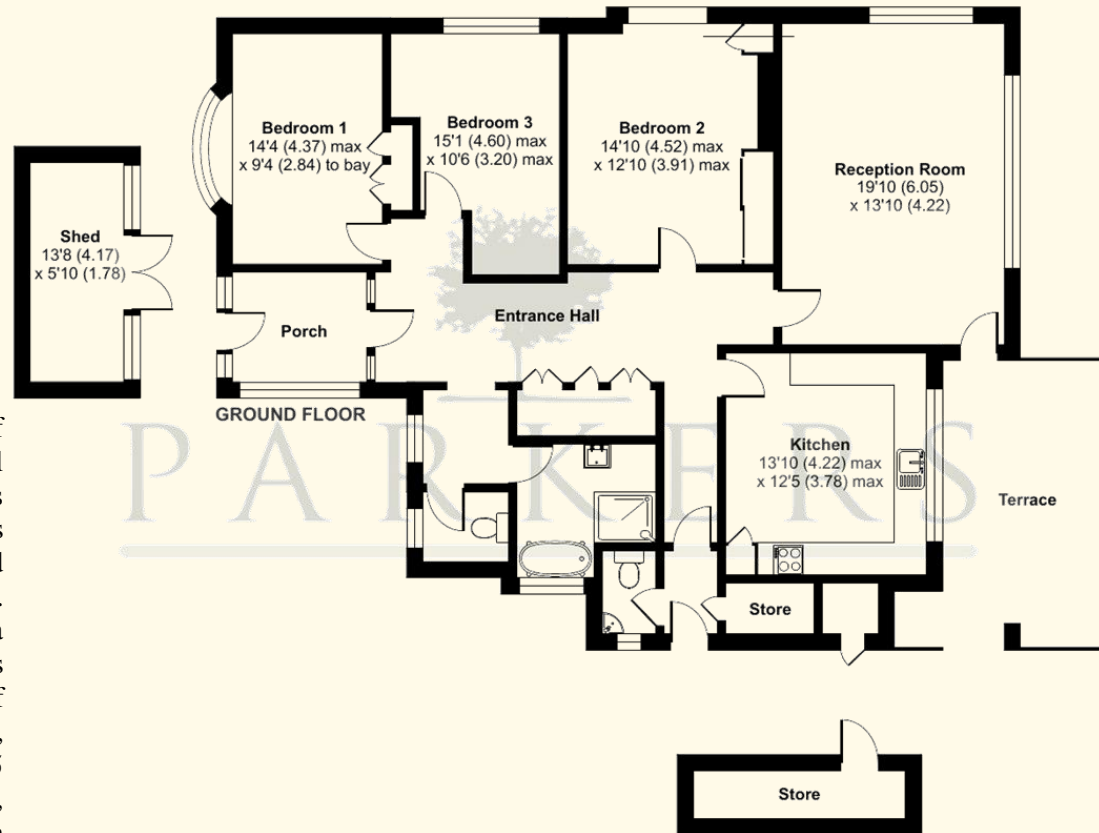 Bedroom 1
14'4 (4.37) max
x 9'4 (2.84) to bay
Bedroom 3
15'1 (4.60) max
x 10'6 (3.20) max
Bedroom 2
14'10 (4.52) max
x 12'10 (3.91) max
Reception Room
19'10 (6.05)
x 13'10 (4.22)
Shed
13'8 (4.17)
x 5'10 (1.78)
Porch
Entrance Hall
GROUND FLOOR
PARKERS
Kitchen
13'10 (4.22) max
x 12'5 (3.78) max
Terrace
Store
Store